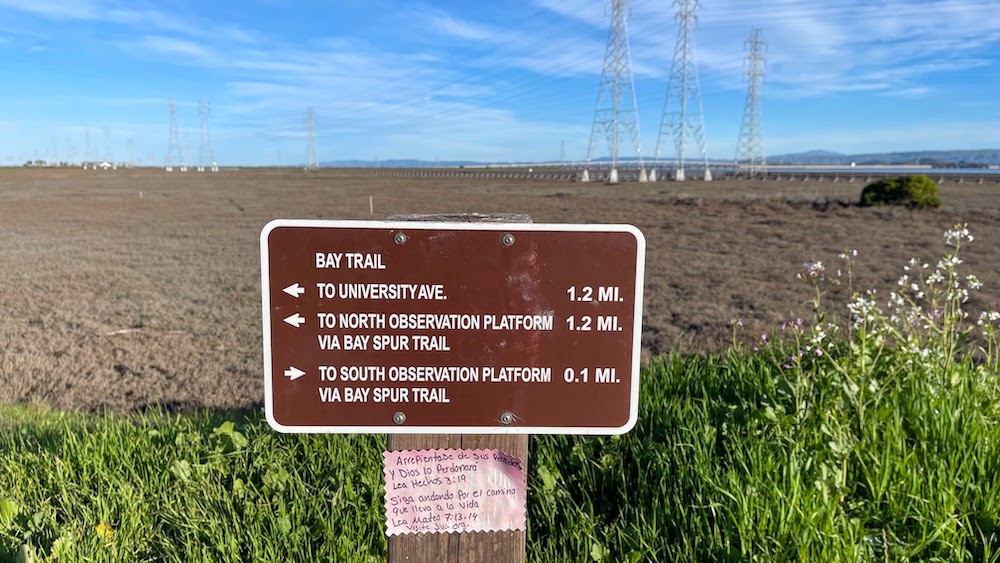 BAY TRAIL
TO UNIVERSITY AVE. 1.2 MI.
TO NORTH OBSERVATION PLATFORM 1.2 MI.
VIA BAY SPUR TRAIL
TO SOUTH OBSERVATION PLATFORM 0.1 MI.
VIA BAY SPUR TRAIL
Arrepientase de sus
y Dios lo Perdonará
Lea Hechos 3:19
Siga andando Por el camino
que lleva a la Vida
Lea Mateo 7:13,14
Visite